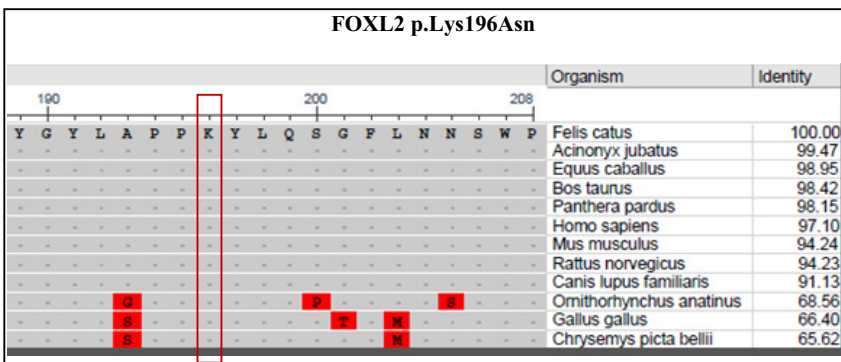 FOXL2 p.Lys196Asn
Organism Identity
190 200 208
Y G Y L A P P K Y L Q S G F L N N S W P Felis catus 100.00
- - - - - - - - - - - - - - - - - - - - Acinonyx jubatus 99.47
- - - - - - - - - - - - - - - - - - - - Equus caballus 98.95
- - - - - - - - - - - - - - - - - - - - Bos taurus 98.42
- - - - - - - - - - - - - - - - - - - - Panthera pardus 98.15
- - - - - - - - - - - - - - - - - - - - Homo sapiens 97.10
- - - - - - - - - - - - - - - - - - - - Mus musculus 94.24
- - - - - - - - - - - - - - - - - - - - Rattus norvegicus 94.23
- - - - - - - - - - - - - - - - - - - - Canis lupus familiaris 91.13
- - - - G - - - - - - P - - - - S - - - Ornithorhynchus anatinus 68.56
- - - - S - - - - - - - T - M - - - - - Gallus gallus 66.40
- - - - S - - - - - - - - - M - - - - - Chrysemys picta bellii 65.62